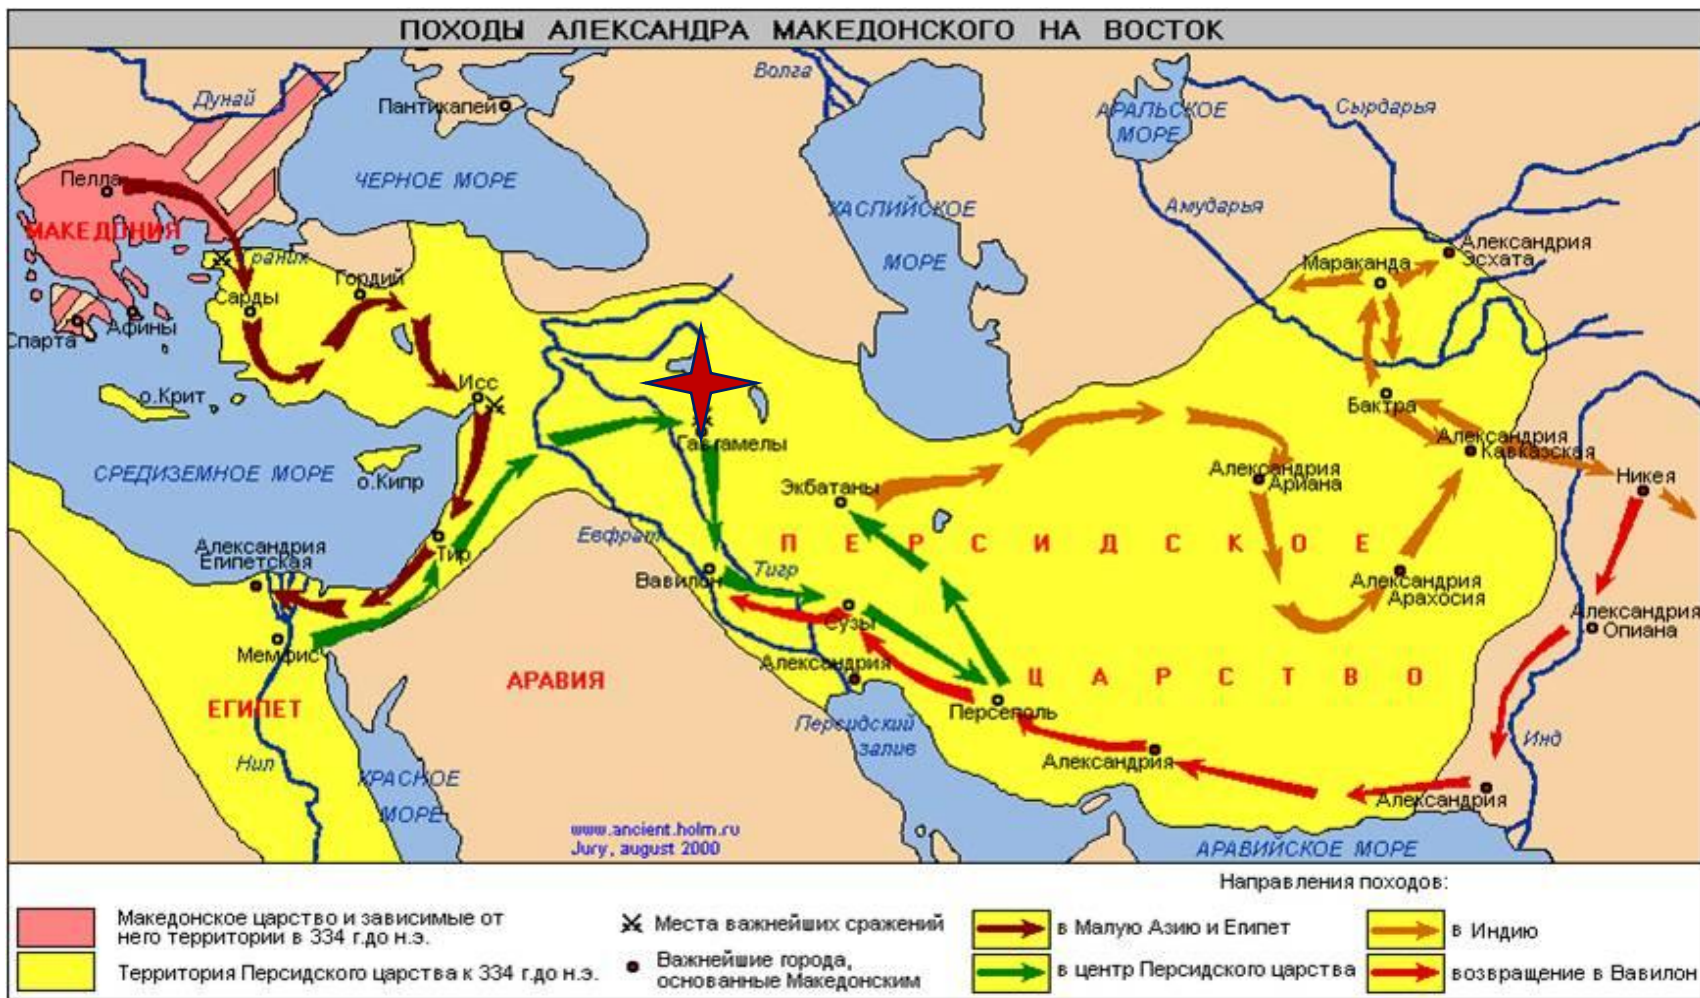 ПОХОДЫ АЛЕКСАНДРА МАКЕДОНСКОГО НА ВОСТОК
Дунай
Пантикапей
Волга
АРАЛЬСКОЕ
МОРЕ
Сырдарья
Пелла
ЧЕРНОЕ МОРЕ
КАСПИЙСКОЕ
МОРЕ
Амударья
МАКЕДОНИЯ
раник
Гордий
Сарды
Афины
Спарта
Александрия
Эсхата
Мараканда
о.Крит
Исс
Бактра
Гавгамелы
Александрия
Кавказская
СРЕДИЗЕМНОЕ МОРЕ
о.Кипр
Экбатаны
Александрия
Ариана
Никея
Александрия
Египетская
Тир
Евфрат
Вавилон
Тигр
ПЕРСИДСКОЕ
Александрия
Арахосия
Сузы
Александрия
Опиана
Мемфис
ЕГИПЕТ
АРАВИЯ
Александрия
ЦАРСТВО
Персеполь
Персидский
залив
Нил
КРАСНОЕ
МОРЕ
Александрия
Александрия
Инд
www.ancient.holm.ru
Jury, august 2000
АРАВИЙСКОЕ МОРЕ
Македонское царство и зависимые от
него территории в 334 г.до н.э.
Территория Персидского царства к 334 г.до н.э.
Места важнейших сражений
Важнейшие города,
основанные Македонским
Направления походов:
в Малую Азию и Египет
в центр Персидского царства
в Индию
возвращение в Вавилон